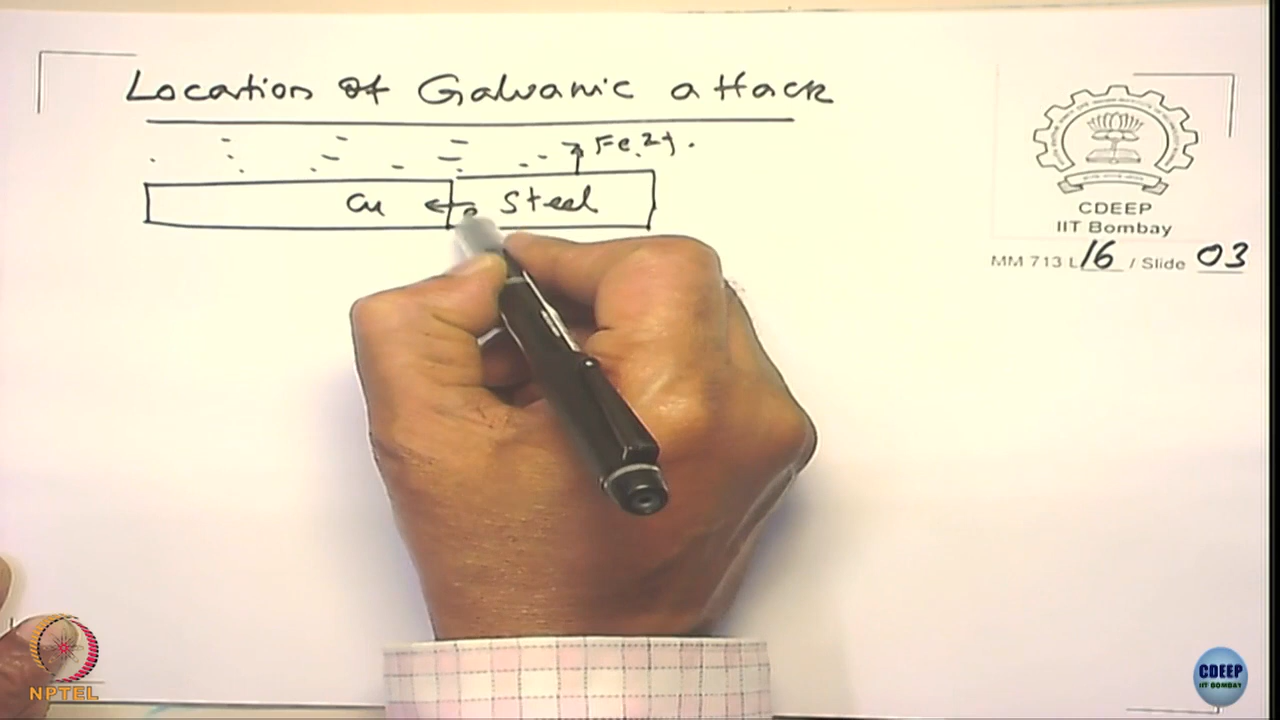 Location of Galvanic attack
Fe2+.
Cu ← e Steel
CDEEP
IIT Bombay
MM 713 L16 / Slide 03
NPTEL
CDEEP
IIT BOMBAY